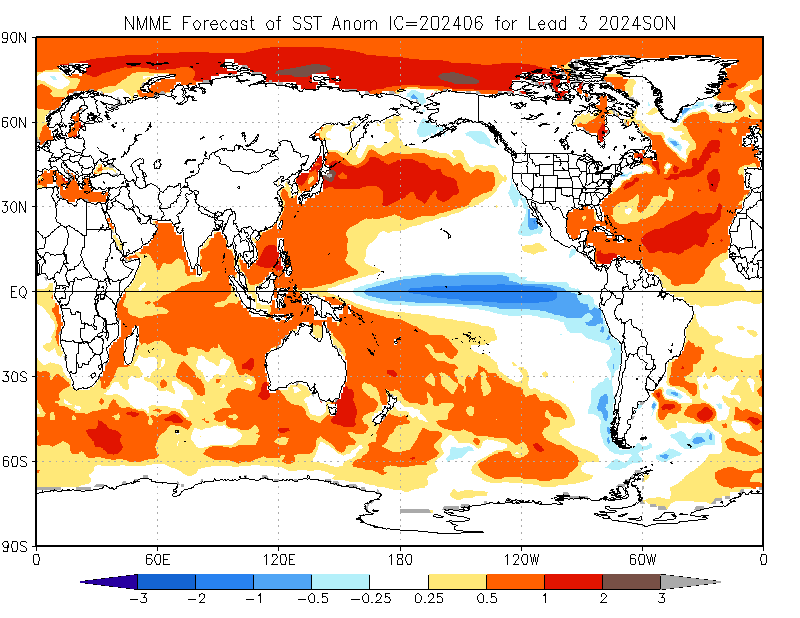 NMME Forecast of SST Anom IC=202406 for Lead 3 2024SON
90N
60N
30N
EQ
30S
60S
90S
0 60E 120E 180 120W 60W 0
-3 -2 -1 -0.5 -0.25 0.25 0.5 1 2 3